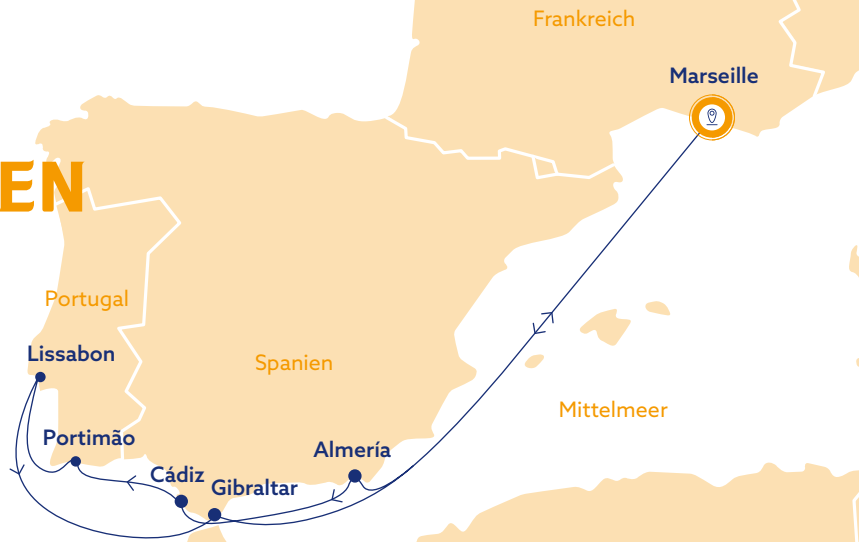 Frankreich
Marseille
EN
Portugal
Lissabon
Spanien
Mittelmeer
Portimão
Almería
Cádiz
Gibraltar